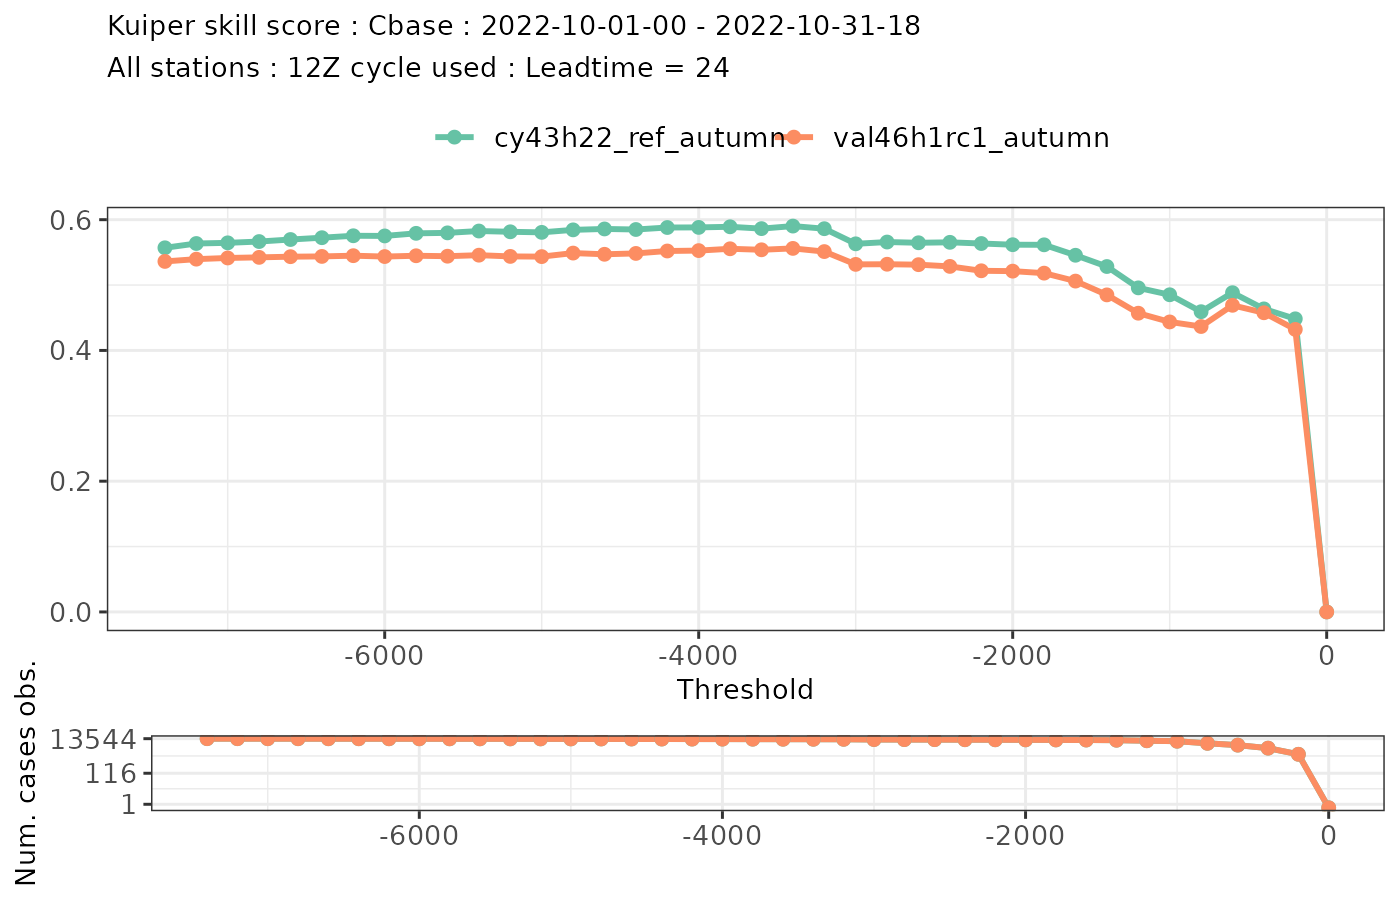 Kuiper skill score : Cbase : 2022-10-01-00 - 2022-10-31-18
All stations : 12Z cycle used : Leadtime = 24
cy43h22_ref_autumn val46h1rc1_autumn
0.6
0.4
0.2
0.0
-6000 -4000 -2000 0
Threshold
Num. cases obs.
13544
116
1
-6000 -4000 -2000 0